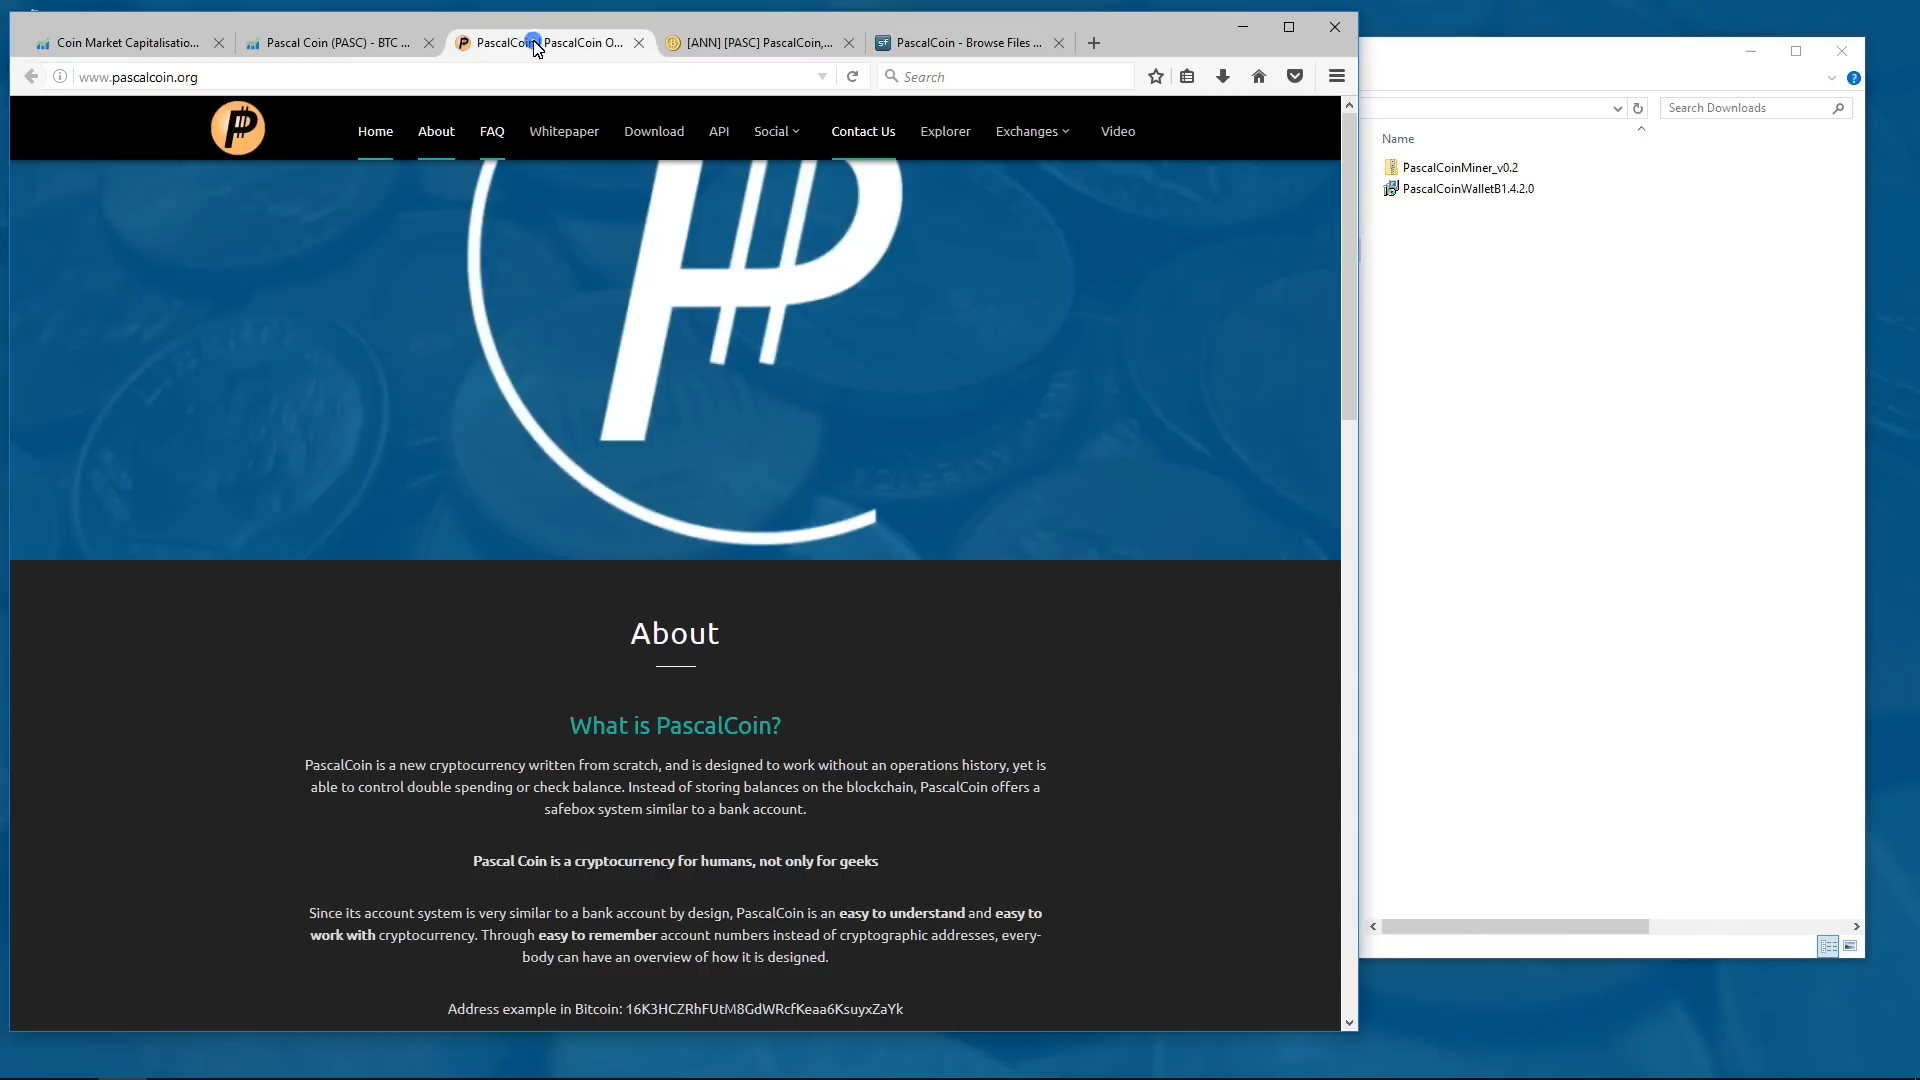 Coin Market Capitalisatio...
Pascal Coin (PASC) - BTC ...
PascalCoin PascalCoin O...
[ANN] [PASC] PascalCoin,...
PascalCoin - Browse Files ...
www.pascalcoin.org
Search
Home
About
FAQ
Whitepaper
Download
API
Social
Contact Us
Explorer
Exchanges
Video
About
What is PascalCoin?
PascalCoin is a new cryptocurrency written from scratch, and is designed to work without an operations history, yet is
able to control double spending or check balance. Instead of storing balances on the blockchain, PascalCoin offers a
safebox system similar to a bank account.
Pascal Coin is a cryptocurrency for humans, not only for geeks
Since its account system is very similar to a bank account by design, PascalCoin is an easy to understand and easy to
work with cryptocurrency. Through easy to remember account numbers instead of cryptographic addresses, every-
body can have an overview of how it is designed.
Address example in Bitcoin: 16K3HCZRhFUtM8GdWRcfKeaa6KsuyxZaYk
Search Downloads
Name
PascalCoinMiner_v0.2
PascalCoinWalletB1.4.2.0